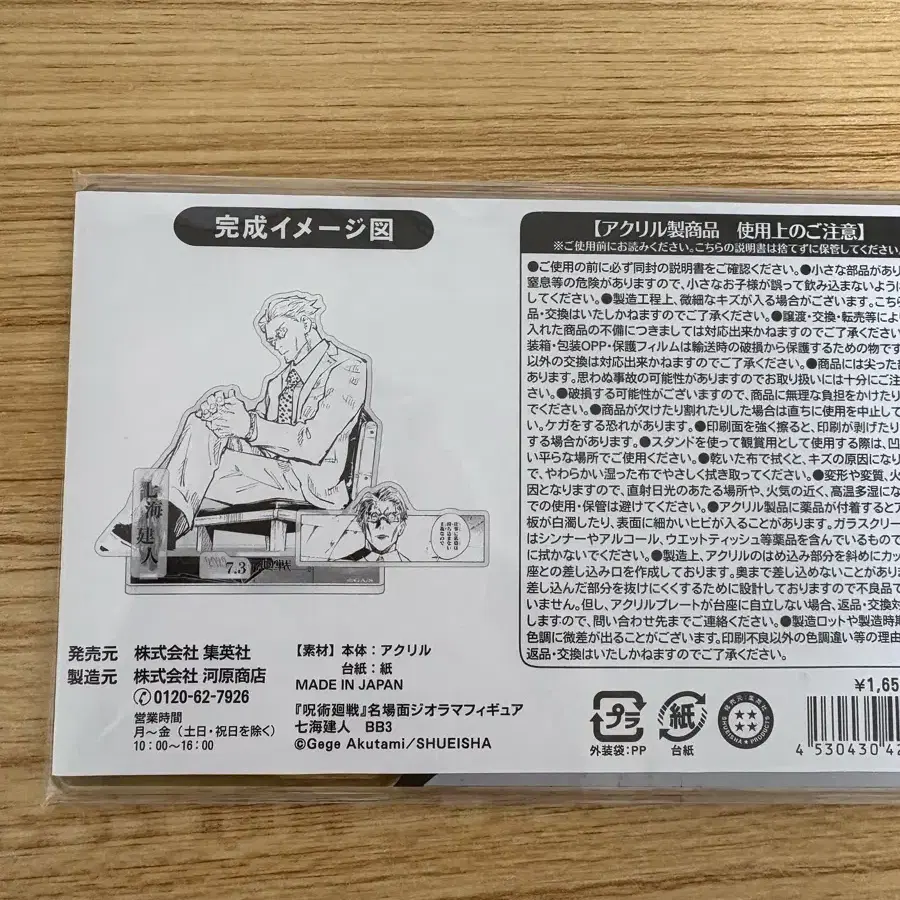 完成イメージ図
七海建人
7.3
©G.A./S
発売元 株式会社 集英社
製造元 株式会社 河原商店
0120-62-7926
営業時間
月〜金（土日・祝日を除く）
10：00〜16：00
【素材】本体：アクリル
台紙：紙
MADE IN JAPAN
『呪術廻戦』名場面ジオラマフィギュア
七海建人 BB3
©Gege Akutami/SHUEISHA
【アクリル製商品 使用上のご注意】
※ご使用前にお読みください。こちらの説明書は捨てずに保管してください
●ご使用の前に必ず同封の説明書をご確認ください。●小さな部品があり
窒息等の危険がありますので、小さなお子様が誤って飲み込まないように
してください。●製造工程上、微細なキズが入る場合がございます。こちら
品・交換はいたしかねますのでご了承ください。●譲渡・交換・転売等によ
入れた商品の不備につきましては対応出来かねますのでご了承ください
装箱・包装OPP・保護フィルムは輸送時の破損から保護するための物です
以外の交換は対応出来かねますのでご了承ください。●商品には尖った
あります。思わぬ事故の可能性がありますのでお取り扱いには十分にご注
さい。●破損する可能性がございますので、商品に無理な負担をかけたり
でください。●商品が欠けたり割れたりした場合は直ちに使用を中止して
い。ケガをする恐れがあります。●印刷面を強く擦ると、印刷が剥げたり
する場合があります。●スタンドを使って観賞用として使用する際は、凹
い平らな場所でご使用ください。●乾いた布で拭くと、キズの原因になり
で、やわらかい湿った布でやさしく拭き取ってください。●変形や変質、火
因となりますので、直射日光のあたる場所や、火気の近く、高温多湿にな
での使用・保管は避けてください。●アクリル製品に薬品が付着するとア
板が白濁したり、表面に細かいヒビが入ることがあります。ガラスクリー
はシンナーやアルコール、ウエットティッシュ等薬品を含んでいるもので
に拭かないでください。●製造上、アクリルのはめ込み部分を斜めにカッ
座との差し込み口を作成しております。奥まで差し込めないことがありま
差し込んだ部分を抜けにくくするために設計しておりますので不良品で
いません。但し、アクリルプレートが台座に自立しない場合、返品・交換対
しますので、問い合わせ先までご連絡ください。●製造ロットや製造時期
色調に微差が出ることがございます。印刷不良以外の色調違い等の理由
返品・交換はいたしかねますのでご了承ください。
¥1,65
プラ
外装袋：PP
紙
台紙
発売元・集英社
SHUEISHA PRODUCTS
4 530430 42